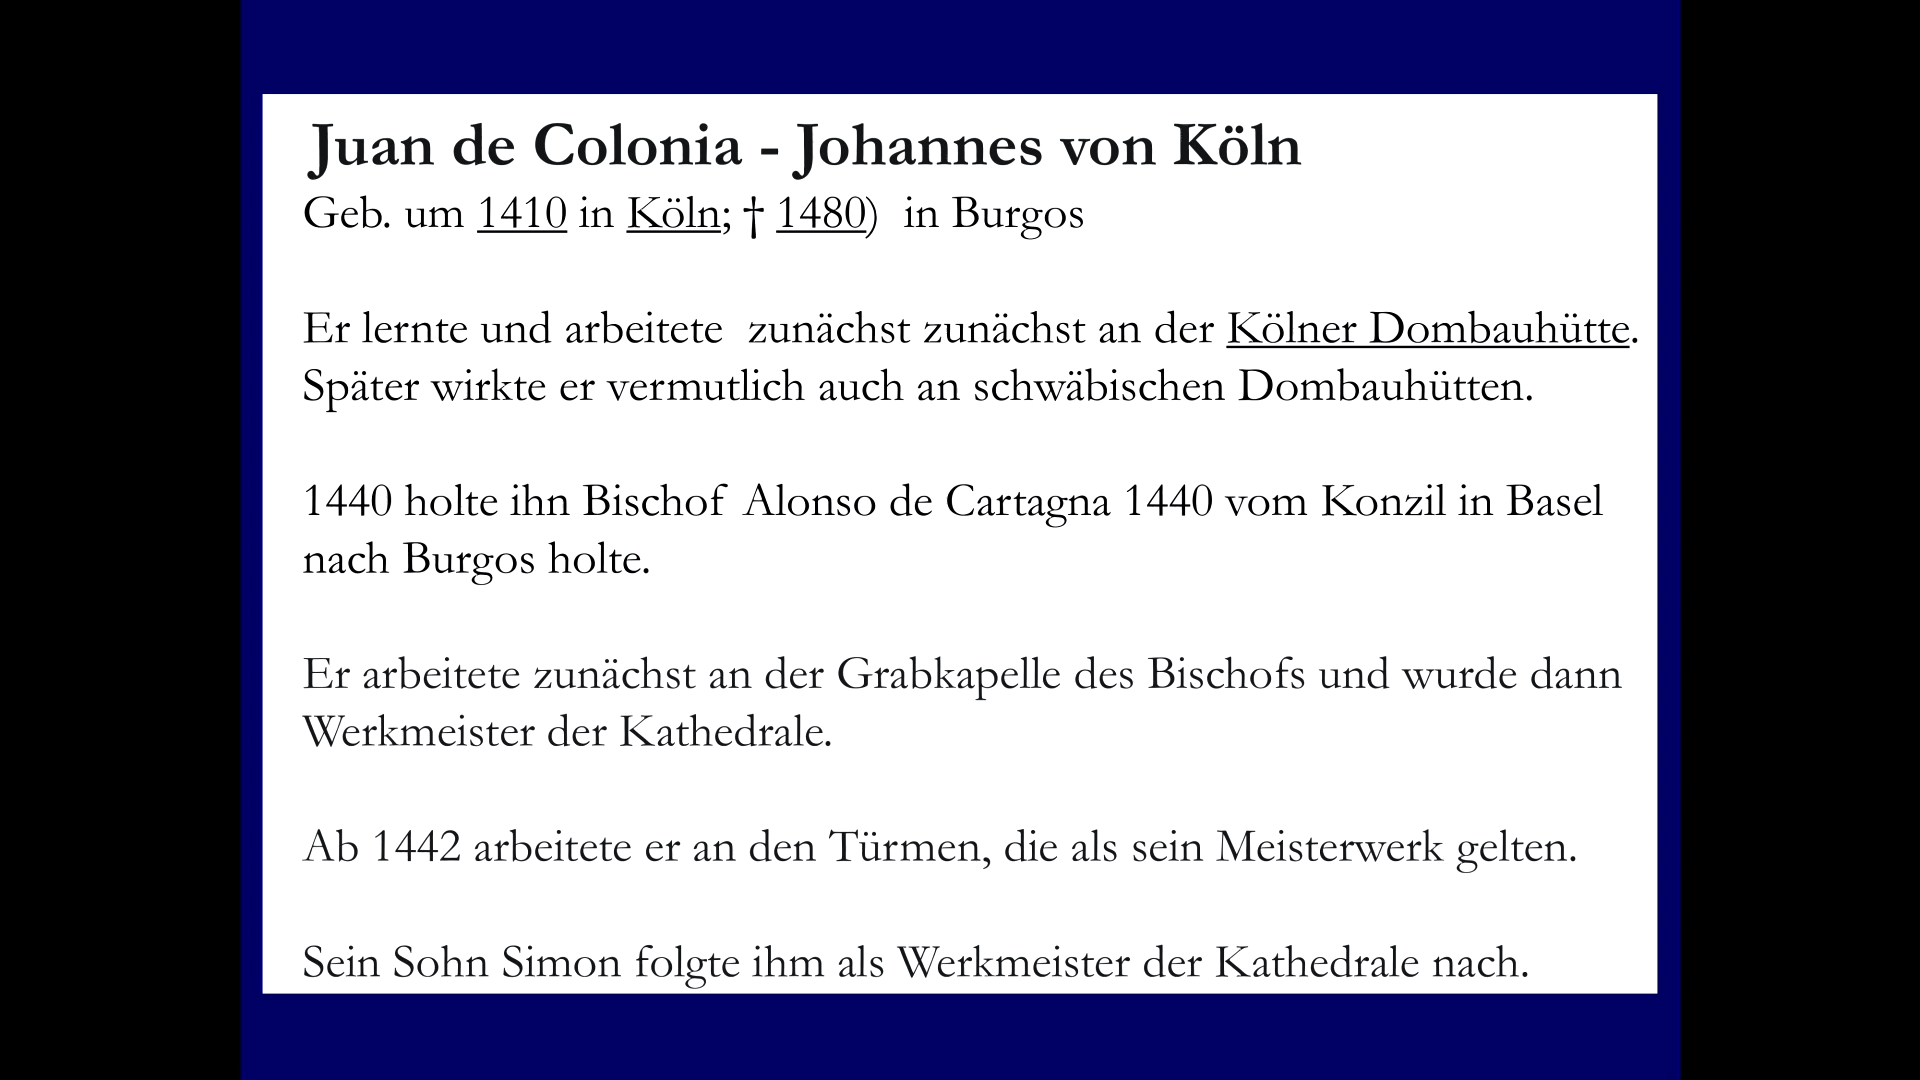 Juan de Colonia - Johannes von Köln
Geb. um 1410 in Köln; † 1480)  in Burgos
Er lernte und arbeitete  zunächst zunächst an der Kölner Dombauhütte.
Später wirkte er vermutlich auch an schwäbischen Dombauhütten.
1440 holte ihn Bischof  Alonso de Cartagna 1440 vom Konzil in Basel
nach Burgos holte.
Er arbeitete zunächst an der Grabkapelle des Bischofs und wurde dann
Werkmeister der Kathedrale.
Ab 1442 arbeitete er an den Türmen, die als sein Meisterwerk gelten.
Sein Sohn Simon folgte ihm als Werkmeister der Kathedrale nach.